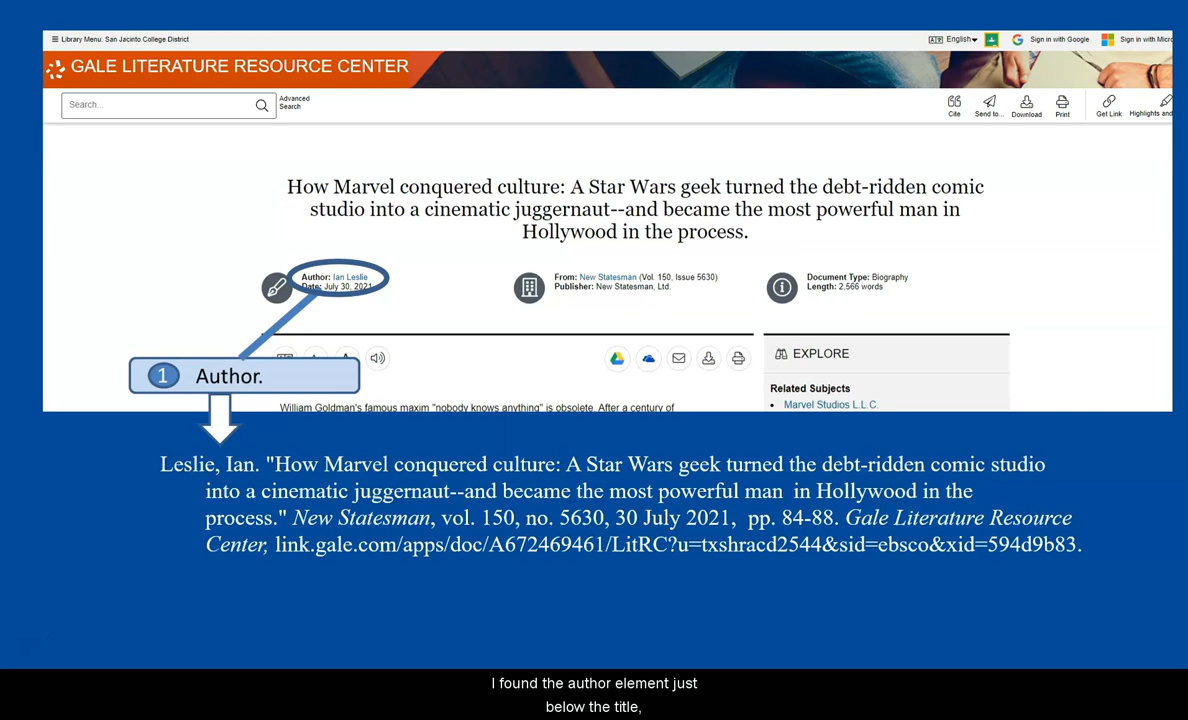 Library Menu: San Jacinto College District
English
Sign in with Google
Sign in with Micro
GALE LITERATURE RESOURCE CENTER
Search...
Advanced
Search
Cite
Send to...
Download
Print
Get Link
Highlights and
How Marvel conquered culture: A Star Wars geek turned the debt-ridden comic
studio into a cinematic juggernaut--and became the most powerful man in
Hollywood in the process.
Author: Ian Leslie
Date: July 30, 2021
From: New Statesman (Vol. 150, Issue 5630)
Publisher: New Statesman, Ltd.
Document Type: Biography
Length: 2,566 words
EXPLORE
1 Author.
Related Subjects
• Marvel Studios L.L.C.
William Goldman's famous maxim "nobody knows anything" is obsolete. After a century of
Leslie, Ian. "How Marvel conquered culture: A Star Wars geek turned the debt-ridden comic studio
into a cinematic juggernaut--and became the most powerful man in Hollywood in the
process." New Statesman, vol. 150, no. 5630, 30 July 2021, pp. 84-88. Gale Literature Resource
Center, link.gale.com/apps/doc/A672469461/LitRC?u=txshracd2544&sid=ebsco&xid=594d9b83.
I found the author element just
below the title,